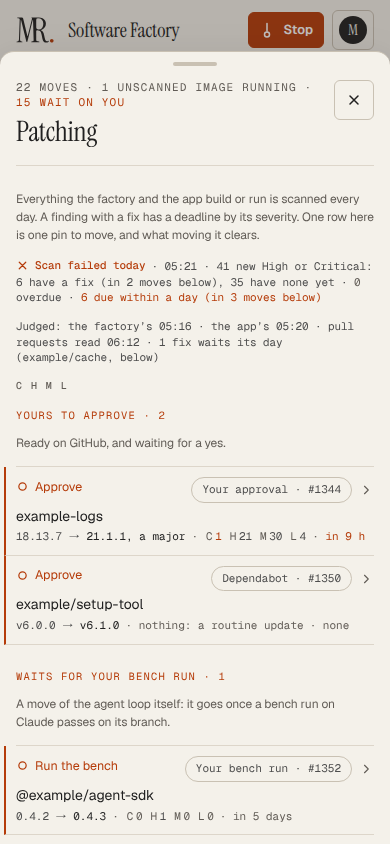 MR. Software Factory
Stop
M
22 MOVES · 1 UNSCANNED IMAGE RUNNING ·
15 WAIT ON YOU
Patching
Everything the factory and the app build or run is scanned every
day. A finding with a fix has a deadline by its severity. One row here
is one pin to move, and what moving it clears.
Scan failed today · 05:21 · 41 new High or Critical:
6 have a fix (in 2 moves below), 35 have none yet · 0
overdue · 6 due within a day (in 3 moves below)
Judged: the factory's 05:16 · the app's 05:20 · pull
requests read 06:12 · 1 fix waits its day
(example/cache, below)
C H M L
YOURS TO APPROVE · 2
Ready on GitHub, and waiting for a yes.
Approve
Your approval · #1344
example-logs
18.13.7 → 21.1.1, a major · C1 H21 M30 L4 · in 9 h
Approve
Dependabot · #1350
example/setup-tool
v6.0.0 → v6.1.0 · nothing: a routine update · none
WAITS FOR YOUR BENCH RUN · 1
A move of the agent loop itself: it goes once a bench run on
Claude passes on its branch.
Run the bench
Your bench run · #1352
@example/agent-sdk
0.4.2 → 0.4.3 · C0 H1 M0 L0 · in 5 days